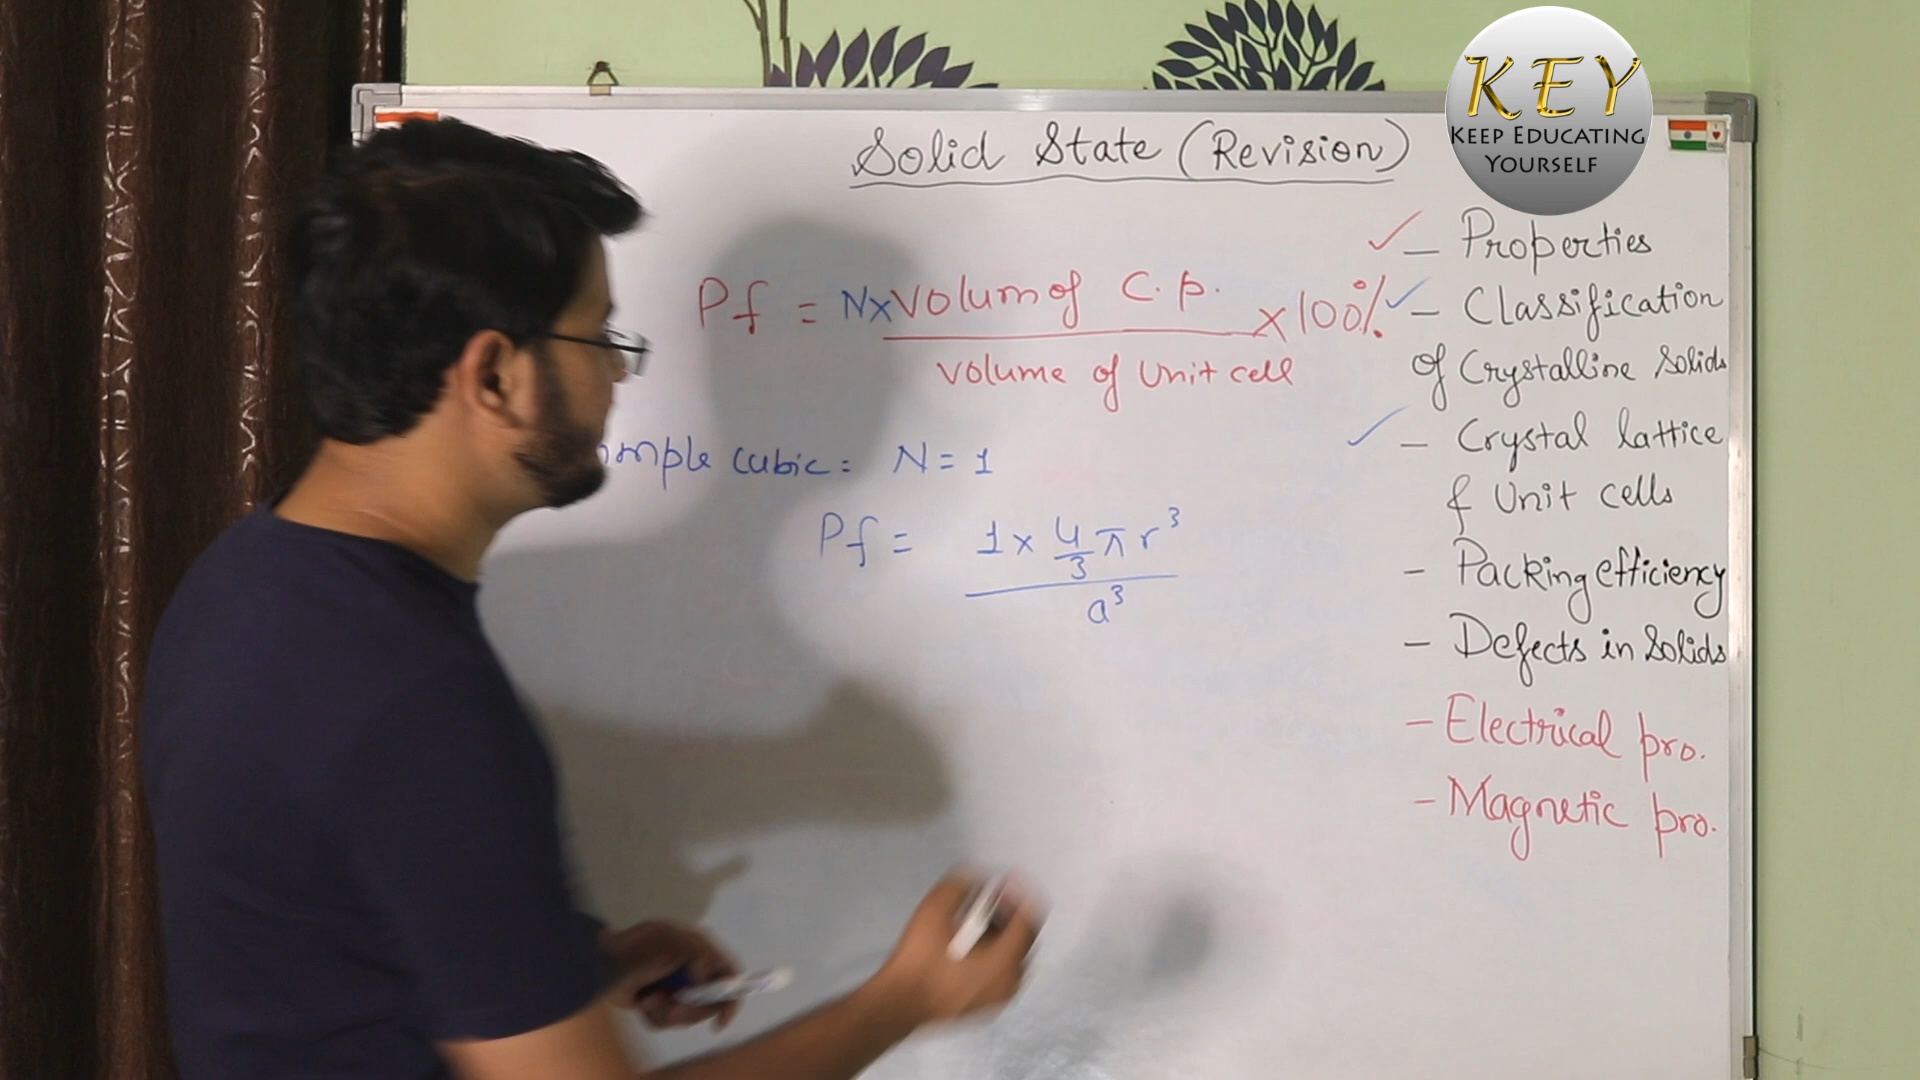 KEY
KEEP EDUCATING
YOURSELF
Solid State (Revision)
Pf = N×Volum of C.p. ×100%
Volume of Unit cell
mple cubic: N = 1
Pf = 1 × 4/3 π r³
a³
– Properties
– Classification
of Crystalline Solids
– Crystal lattice
& Unit cells
– Packing efficiency
– Defects in Solids
– Electrical pro.
– Magnetic pro.